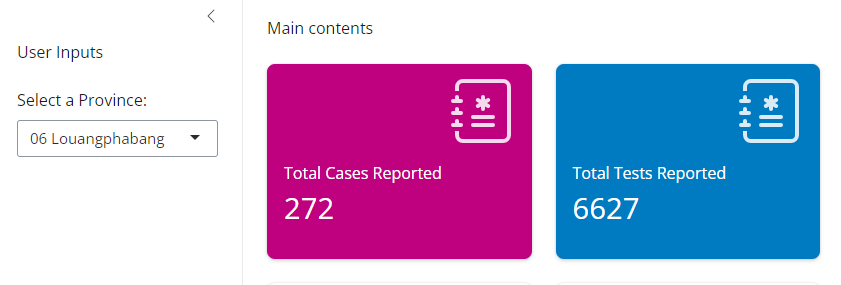 User Inputs
Select a Province:
06 Louangphabang
Main contents
Total Cases Reported
272
Total Tests Reported
6627